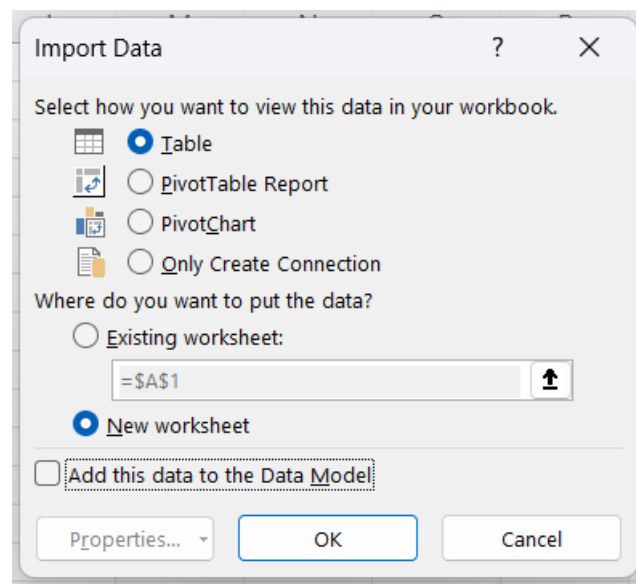 Import Data ?
Select how you want to view this data in your workbook.
Table
PivotTable Report
PivotChart
Only Create Connection
Where do you want to put the data?
Existing worksheet:
=$A$1
New worksheet
Add this data to the Data Model
Properties...
OK
Cancel